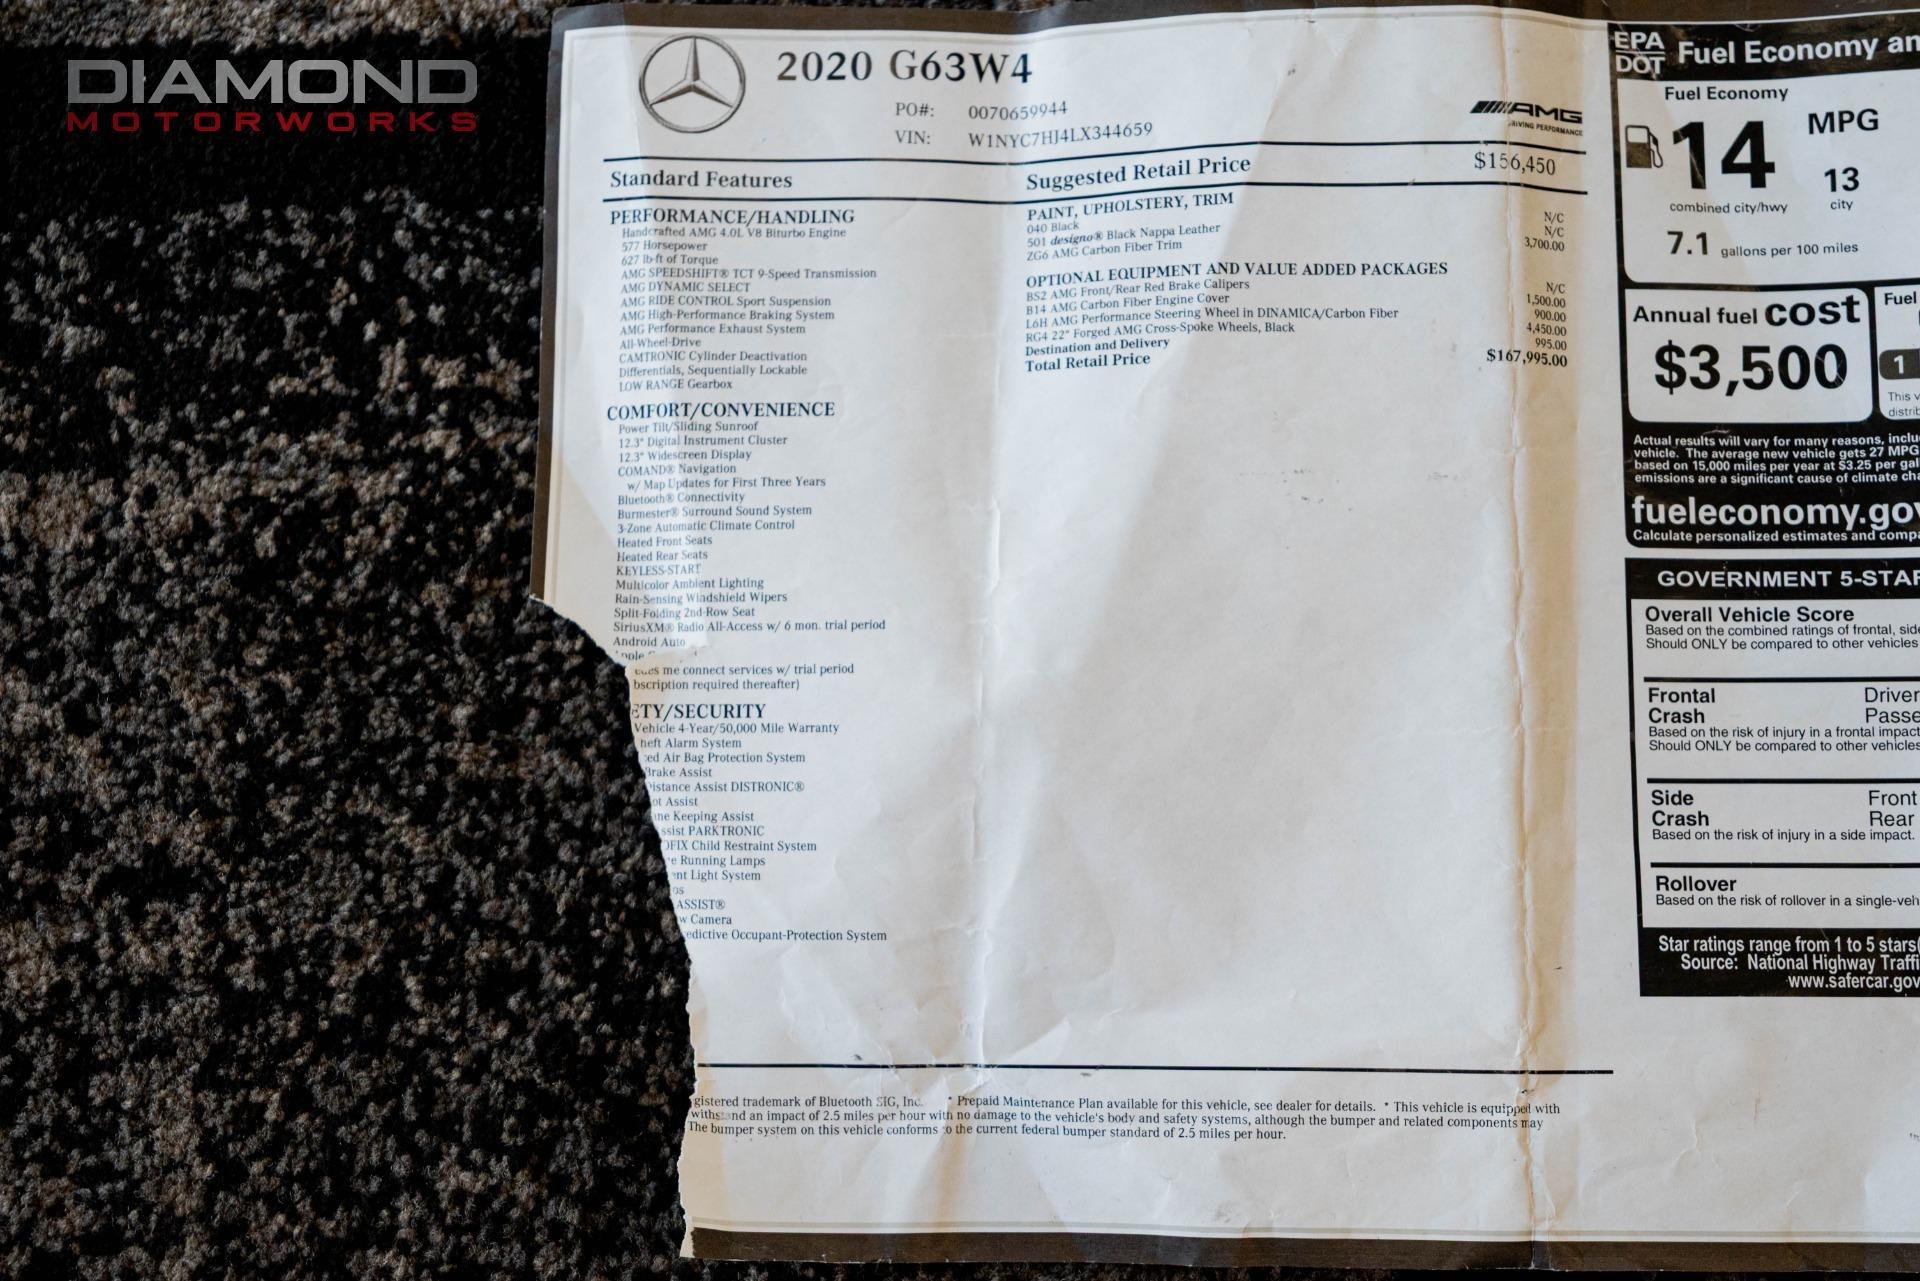 DIAMOND
MOTORWORKS
2020 G63W4
PO#: 0070659944
VIN: W1NYC7HJ4LX344659
AMG
DRIVING PERFORMANCE
Standard Features
PERFORMANCE/HANDLING
Handcrafted AMG 4.0L V8 Biturbo Engine
577 Horsepower
627 lb-ft of Torque
AMG SPEEDSHIFT® TCT 9-Speed Transmission
AMG DYNAMIC SELECT
AMG RIDE CONTROL Sport Suspension
AMG High-Performance Braking System
AMG Performance Exhaust System
All-Wheel-Drive
CAMTRONIC Cylinder Deactivation
Differentials, Sequentially Lockable
LOW RANGE Gearbox
COMFORT/CONVENIENCE
Power Tilt/Sliding Sunroof
12.3" Digital Instrument Cluster
12.3" Widescreen Display
COMAND® Navigation
w/ Map Updates for First Three Years
Bluetooth® Connectivity
Burmester® Surround Sound System
3-Zone Automatic Climate Control
Heated Front Seats
Heated Rear Seats
KEYLESS-START
Multicolor Ambient Lighting
Rain-Sensing Windshield Wipers
Split-Folding 2nd-Row Seat
SiriusXM® Radio All-Access w/ 6 mon. trial period
Android Auto
me connect services w/ trial period
bscription required thereafter)
ETY/SECURITY
Vehicle 4-Year/50,000 Mile Warranty
heft Alarm System
ced Air Bag Protection System
Brake Assist
Distance Assist DISTRONIC®
ot Assist
ane Keeping Assist
ssist PARKTRONIC
OFIX Child Restraint System
e Running Lamps
ent Light System
ps
ASSIST®
w Camera
edictive Occupant-Protection System
Suggested Retail Price $156,450
PAINT, UPHOLSTERY, TRIM
040 Black N/C
501 designo® Black Nappa Leather N/C
ZG6 AMG Carbon Fiber Trim 3,700.00
OPTIONAL EQUIPMENT AND VALUE ADDED PACKAGES
BS2 AMG Front/Rear Red Brake Calipers N/C
B14 AMG Carbon Fiber Engine Cover 1,500.00
L6H AMG Performance Steering Wheel in DINAMICA/Carbon Fiber 900.00
RG4 22" Forged AMG Cross-Spoke Wheels, Black 4,450.00
Destination and Delivery 995.00
Total Retail Price $167,995.00
gistered trademark of Bluetooth SIG, Inc. * Prepaid Maintenance Plan available for this vehicle, see dealer for details. * This vehicle is equipped with
withstand an impact of 2.5 miles per hour with no damage to the vehicle's body and safety systems, although the bumper and related components may
The bumper system on this vehicle conforms to the current federal bumper standard of 2.5 miles per hour.
EPA
DOT Fuel Economy an
Fuel Economy
14 MPG
13
combined city/hwy city
7.1 gallons per 100 miles
Annual fuel cost
$3,500
Fuel
1
This v
distrib
Actual results will vary for many reasons, inclu
vehicle. The average new vehicle gets 27 MPG
based on 15,000 miles per year at $3.25 per gal
emissions are a significant cause of climate cha
fueleconomy.gov
Calculate personalized estimates and compa
GOVERNMENT 5-STAR
Overall Vehicle Score
Based on the combined ratings of frontal, side
Should ONLY be compared to other vehicles
Frontal Driver
Crash Passe
Based on the risk of injury in a frontal impact
Should ONLY be compared to other vehicles
Side Front
Crash Rear
Based on the risk of injury in a side impact.
Rollover
Based on the risk of rollover in a single-veh
Star ratings range from 1 to 5 stars(
Source: National Highway Traffi
www.safercar.gov